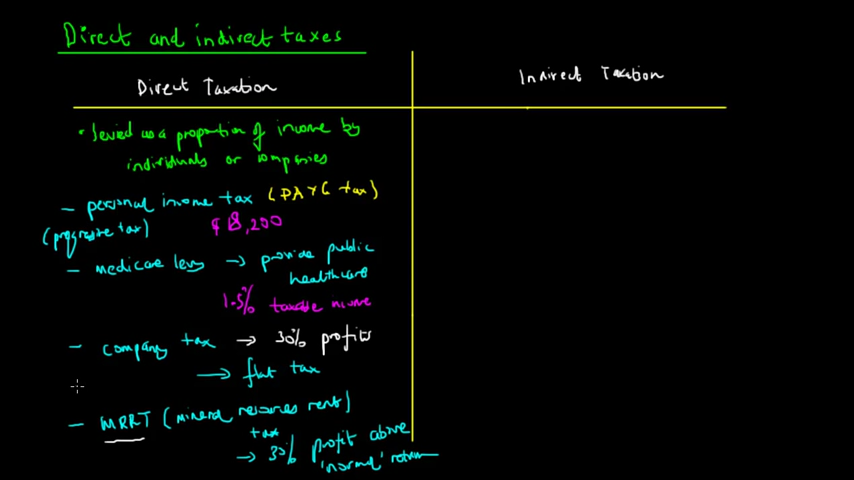 Direct and indirect taxes
Direct Taxation
Indirect Taxation
• levied as a proportion of income by
individuals or companies
- personal income tax (PAYG tax)
(progressive tax) $18,200
- medicare levy → provide public
healthcare
1.5% taxable income
- company tax → 30% profits
→ flat tax
- MRRT (mineral resources rent)
tax
→ 30% profit above
'normal' return